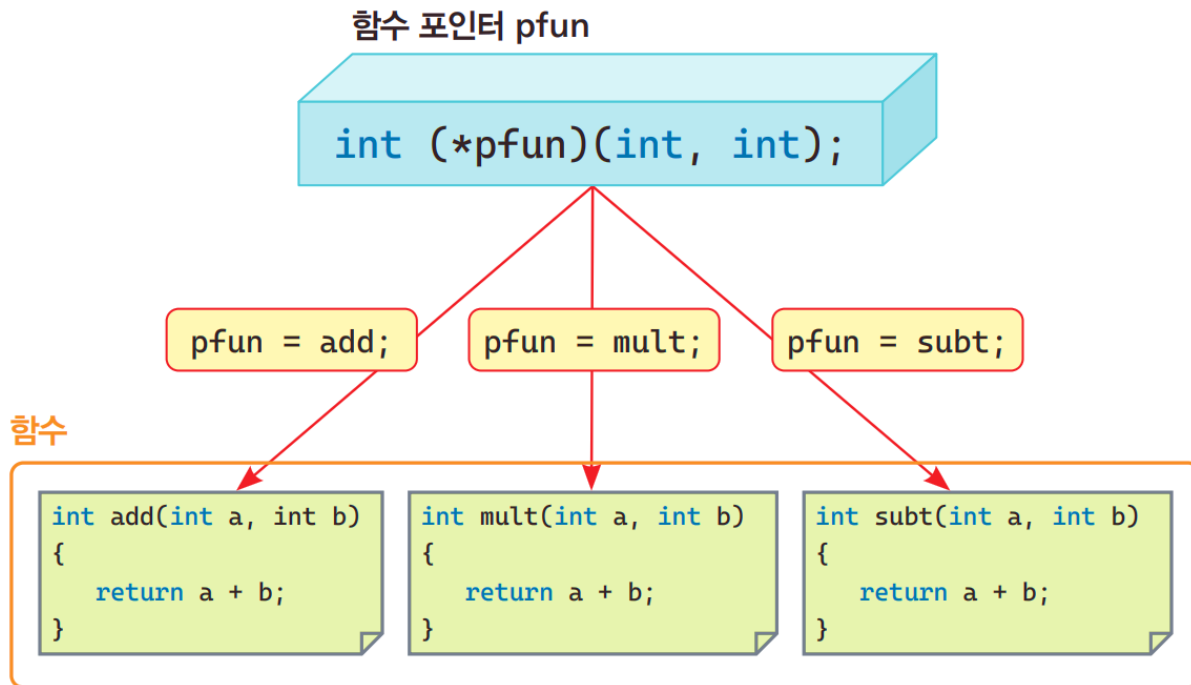 함수 포인터 pfun
int (*pfun)(int, int);
pfun = add;
pfun = mult;
pfun = subt;
함수
int add(int a, int b)
{
return a + b;
}
int mult(int a, int b)
{
return a + b;
}
int subt(int a, int b)
{
return a + b;
}